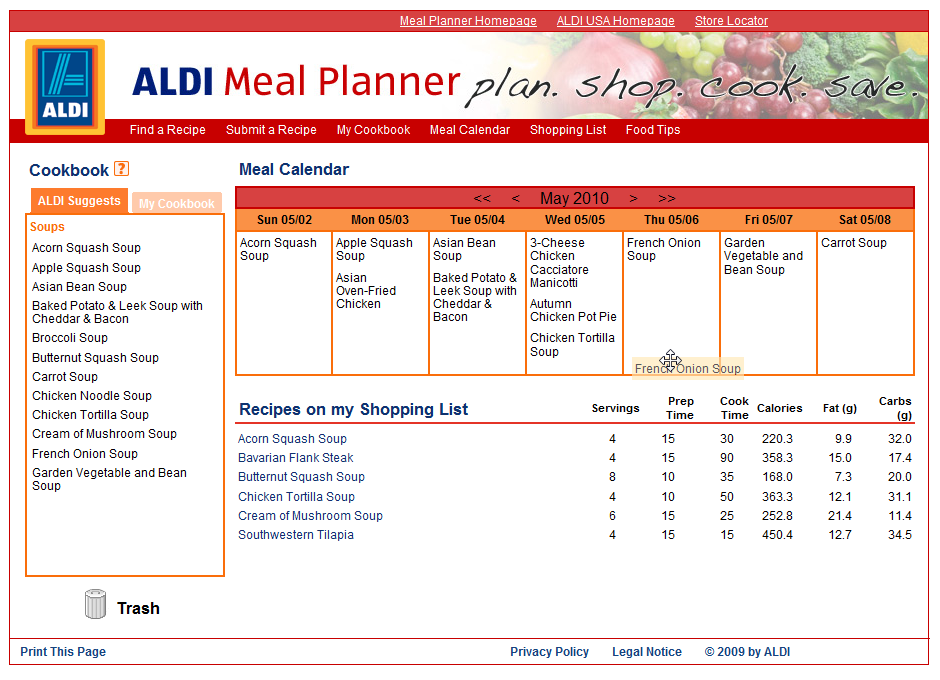 Meal Planner Homepage ALDI USA Homepage Store Locator
ALDI
ALDI Meal Planner plan. shop. cook. save.
Find a Recipe Submit a Recipe My Cookbook Meal Calendar Shopping List Food Tips
Cookbook ?
ALDI Suggests My Cookbook
Soups
Acorn Squash Soup
Apple Squash Soup
Asian Bean Soup
Baked Potato & Leek Soup with
Cheddar & Bacon
Broccoli Soup
Butternut Squash Soup
Carrot Soup
Chicken Noodle Soup
Chicken Tortilla Soup
Cream of Mushroom Soup
French Onion Soup
Garden Vegetable and Bean
Soup
Trash
Meal Calendar
<< < May 2010 > >>
Sun 05/02 Mon 05/03 Tue 05/04 Wed 05/05 Thu 05/06 Fri 05/07 Sat 05/08
Acorn Squash
Soup
Apple Squash
Soup
Asian
Oven-Fried
Chicken
Asian Bean
Soup
Baked Potato &
Leek Soup with
Cheddar &
Bacon
3-Cheese
Chicken
Cacciatore
Manicotti
Autumn
Chicken Pot Pie
Chicken Tortilla
Soup
French Onion
Soup
French Onion Soup
Garden
Vegetable and
Bean Soup
Carrot Soup
Recipes on my Shopping List Servings Prep Time Cook Time Calories Fat (g) Carbs (g)
Acorn Squash Soup 4 15 30 220.3 9.9 32.0
Bavarian Flank Steak 4 15 90 358.3 15.0 17.4
Butternut Squash Soup 8 10 35 168.0 7.3 20.0
Chicken Tortilla Soup 4 10 50 363.3 12.1 31.1
Cream of Mushroom Soup 6 15 25 252.8 21.4 11.4
Southwestern Tilapia 4 15 15 450.4 12.7 34.5
Print This Page Privacy Policy Legal Notice © 2009 by ALDI